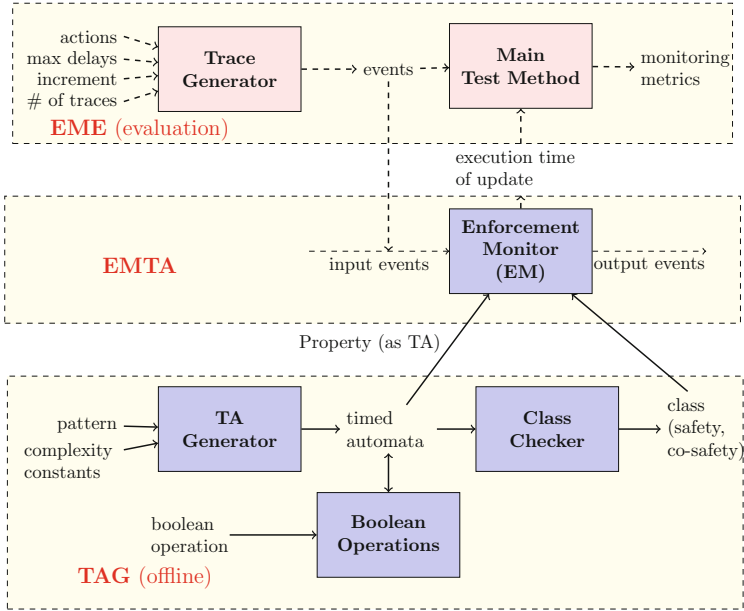 actions
max delays
increment
# of traces
Trace
Generator
events
Main
Test Method
monitoring
metrics
EME (evaluation)
execution time
of update
EMTA
input events
Enforcement
Monitor
(EM)
output events
Property (as TA)
pattern
complexity
constants
TA
Generator
timed
automata
Class
Checker
class
(safety,
co-safety)
boolean
operation
Boolean
Operations
TAG (offline)